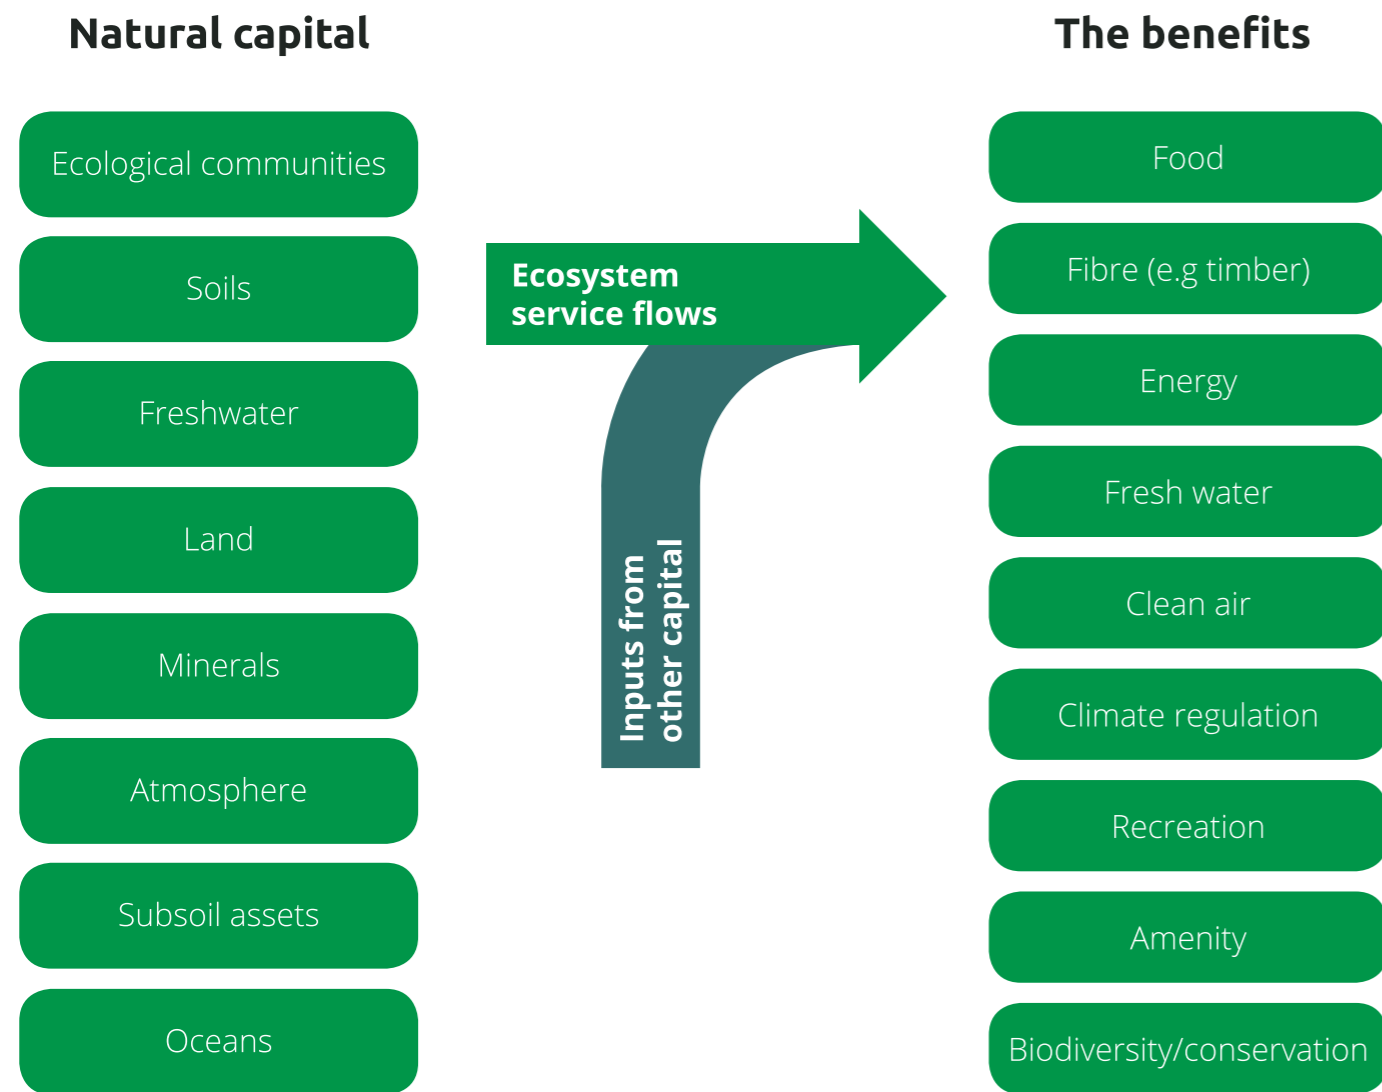 Natural capital
Ecological communities
Soils
Freshwater
Land
Minerals
Atmosphere
Subsoil assets
Oceans
Ecosystem
service flows
Inputs from
other capital
The benefits
Food
Fibre (e.g timber)
Energy
Fresh water
Clean air
Climate regulation
Recreation
Amenity
Biodiversity/conservation